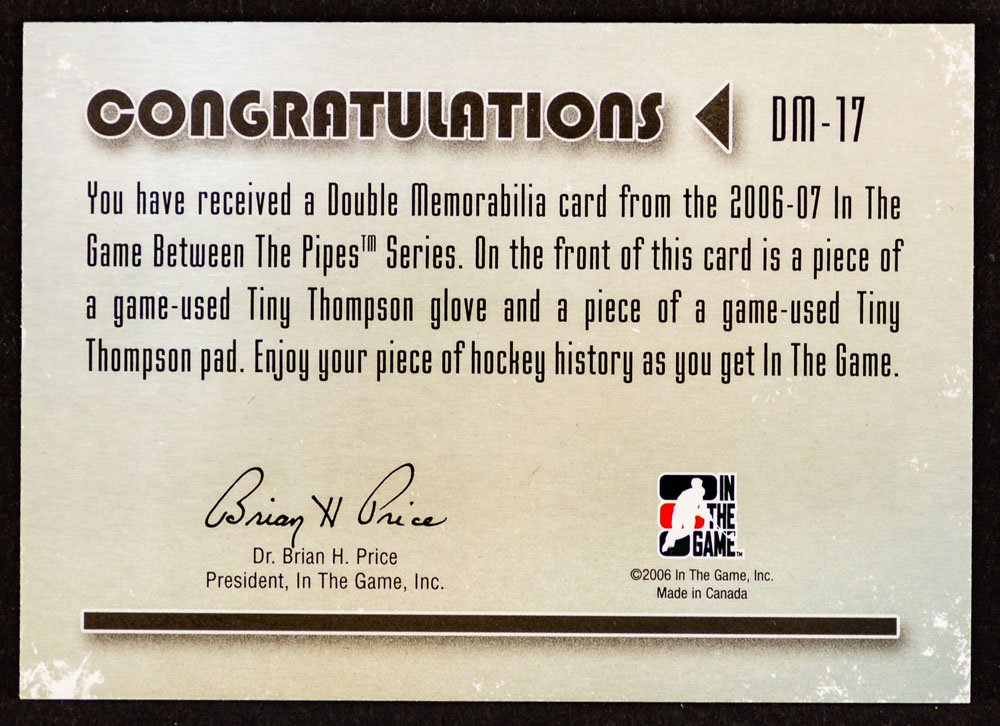 CONGRATULATIONS DM-17
You have received a Double Memorabilia card from the 2006-07 In The
Game Between The Pipes™ Series. On the front of this card is a piece of
a game-used Tiny Thompson glove and a piece of a game-used Tiny
Thompson pad. Enjoy your piece of hockey history as you get In The Game.
Brian H Price
Dr. Brian H. Price
President, In The Game, Inc.
IN
THE
GAME™
©2006 In The Game, Inc.
Made in Canada